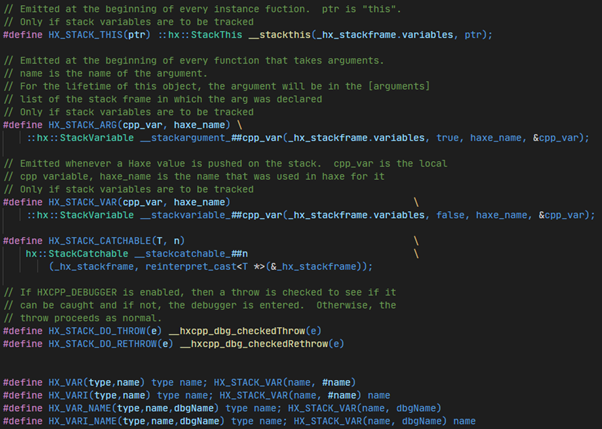 // Emitted at the beginning of every instance fuction.  ptr is "this".
// Only if stack variables are to be tracked
#define HX_STACK_THIS(ptr) ::hx::StackThis __stackthis(_hx_stackframe.variables, ptr);
// Emitted at the beginning of every function that takes arguments.
// name is the name of the argument.
// For the lifetime of this object, the argument will be in the [arguments]
// list of the stack frame in which the arg was declared
// Only if stack variables are to be tracked
#define HX_STACK_ARG(cpp_var, haxe_name) \
::hx::StackVariable __stackargument_##cpp_var(_hx_stackframe.variables, true, haxe_name, &cpp_var);
// Emitted whenever a Haxe value is pushed on the stack.  cpp_var is the local
// cpp variable, haxe_name is the name that was used in haxe for it
// Only if stack variables are to be tracked
#define HX_STACK_VAR(cpp_var, haxe_name) \
::hx::StackVariable __stackvariable_##cpp_var(_hx_stackframe.variables, false, haxe_name, &cpp_var);
#define HX_STACK_CATCHABLE(T, n) \
hx::StackCatchable __stackcatchable_##n \
(_hx_stackframe, reinterpret_cast<T *>(&_hx_stackframe));
// If HXCPP_DEBUGGER is enabled, then a throw is checked to see if it
// can be caught and if not, the debugger is entered.  Otherwise, the
// throw proceeds as normal.
#define HX_STACK_DO_THROW(e) __hxcpp_dbg_checkedThrow(e)
#define HX_STACK_DO_RETHROW(e) __hxcpp_dbg_checkedRethrow(e)
#define HX_VAR(type,name) type name; HX_STACK_VAR(name, #name)
#define HX_VARI(type,name) type name; HX_STACK_VAR(name, #name) name
#define HX_VAR_NAME(type,name,dbgName) type name; HX_STACK_VAR(name, dbgName)
#define HX_VARI_NAME(type,name,dbgName) type name; HX_STACK_VAR(name, dbgName) name